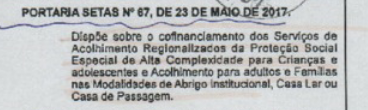 PORTARIA SETAS Nº 67, DE 23 DE MAIO DE 2017.
Dispõe sobre o cofinanciamento dos Serviços de
Acolhimento Regionalizados da Proteção Social
Especial de Alta Complexidade para Crianças e
adolescentes e Acolhimento para adultos e Famílias
nas Modalidades de Abrigo Institucional, Casa Lar ou
Casa de Passagem.